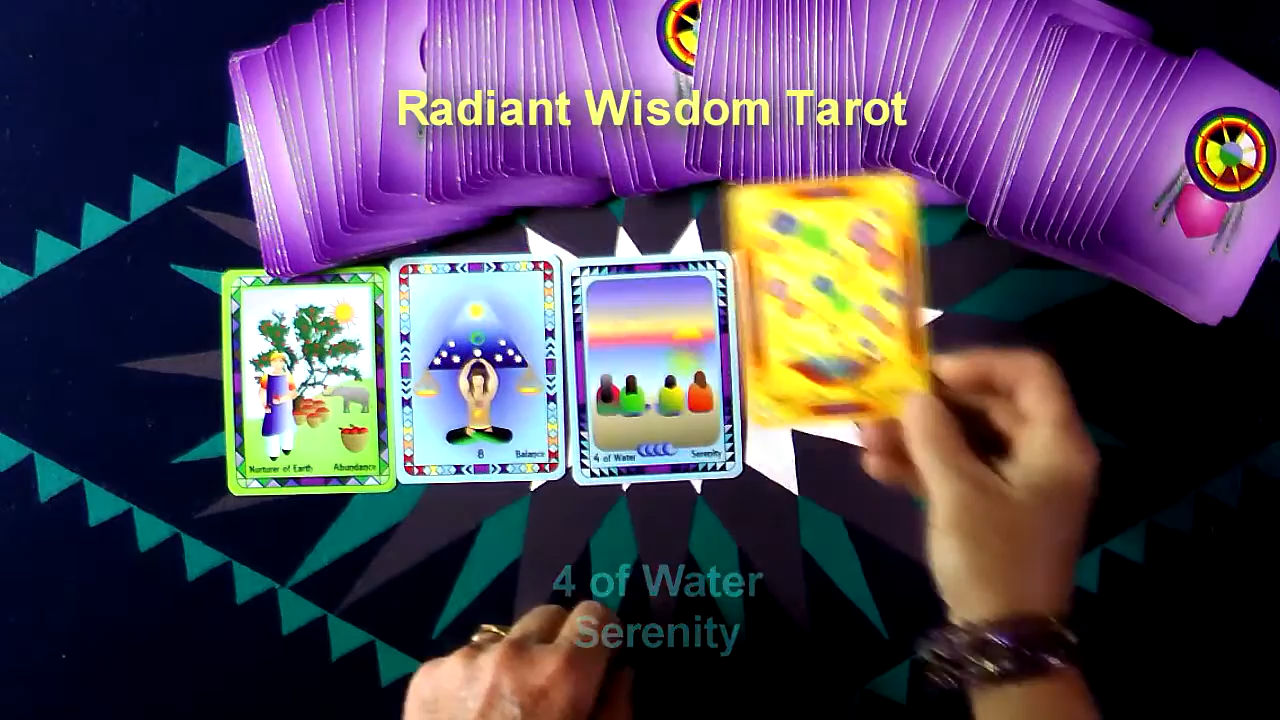 Radiant Wisdom Tarot
Nurturer of Earth Abundance
8 Balance
4 of Water Serenity
4 of Water
Serenity